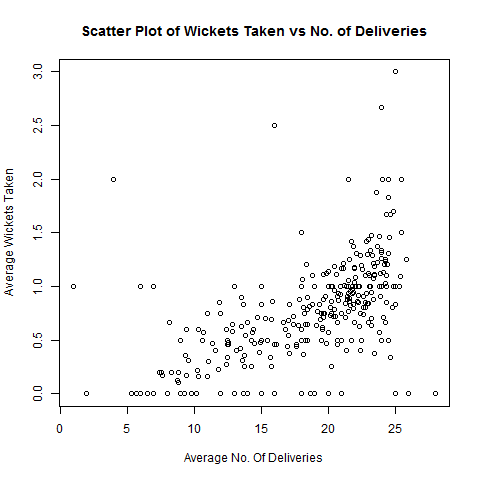 Scatter Plot of Wickets Taken vs No. of Deliveries
Average Wickets Taken
3.0
2.5
2.0
1.5
1.0
0.5
0.0
0 5 10 15 20 25
Average No. Of Deliveries